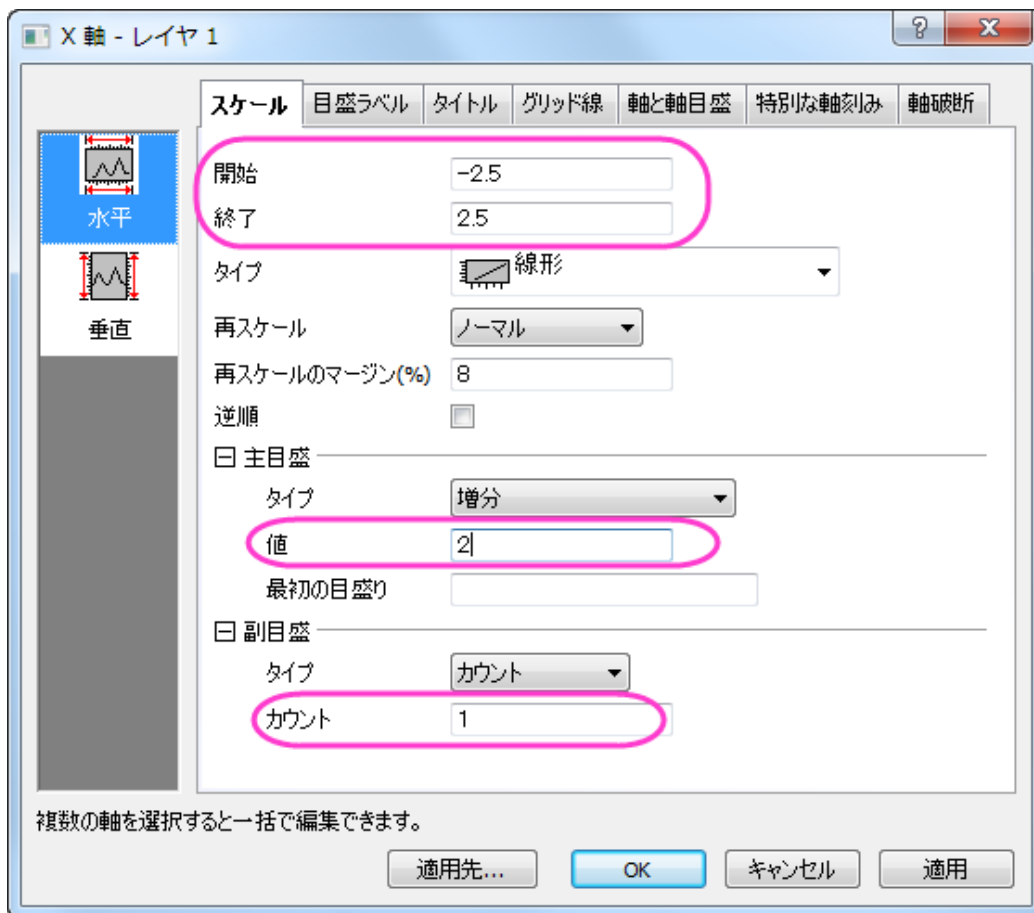 X 軸 - レイヤ 1
スケール 目盛ラベル タイトル グリッド線 軸と軸目盛 特別な軸刻み 軸破断
水平
垂直
開始 -2.5
終了 2.5
タイプ 線形
再スケール ノーマル
再スケールのマージン(%) 8
逆順
主目盛
タイプ 増分
値 2
最初の目盛り
副目盛
タイプ カウント
カウント 1
複数の軸を選択すると一括で編集できます。
適用先... OK キャンセル 適用